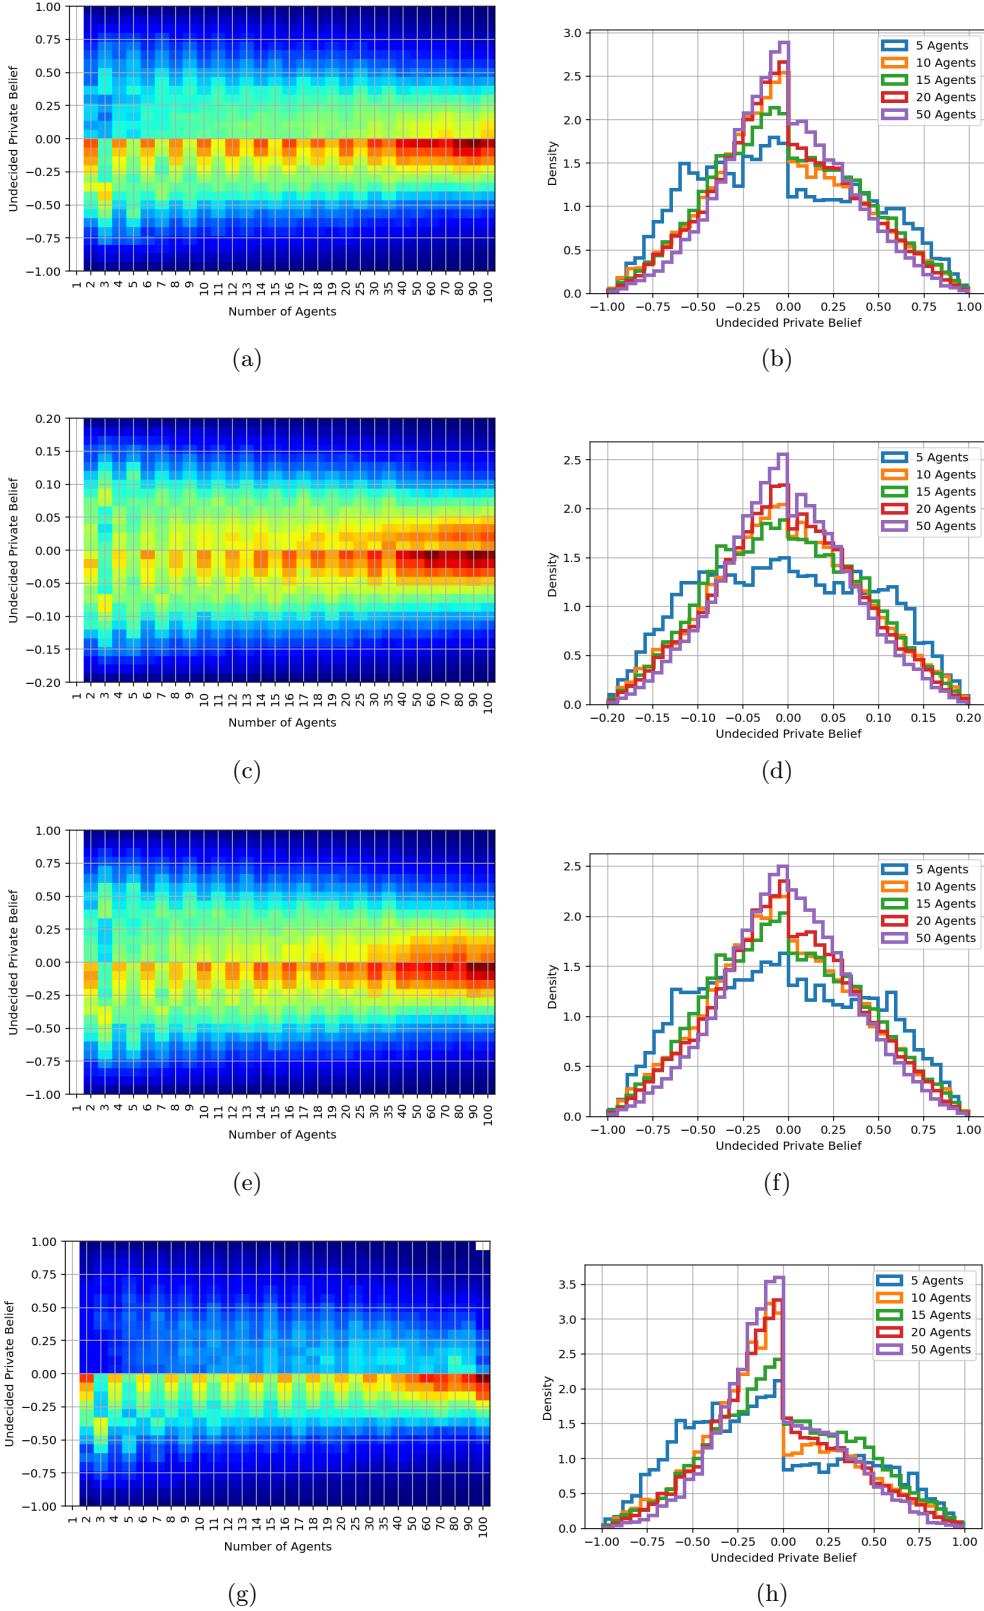 1.00
0.75
0.50
0.25
0.00
−0.25
−0.50
−0.75
−1.00
Undecided Private Belief
1 2 3 4 5 6 7 8 9 10 11 12 13 14 15 16 17 18 19 20 25 30 35 40 50 60 70 80 90 100
Number of Agents
(a)
3.0
2.5
2.0
1.5
1.0
0.5
0.0
Density
5 Agents
10 Agents
15 Agents
20 Agents
50 Agents
−1.00 −0.75 −0.50 −0.25 0.00 0.25 0.50 0.75 1.00
Undecided Private Belief
(b)
0.20
0.15
0.10
0.05
0.00
−0.05
−0.10
−0.15
−0.20
Undecided Private Belief
1 2 3 4 5 6 7 8 9 10 11 12 13 14 15 16 17 18 19 20 25 30 35 40 50 60 70 80 90 100
Number of Agents
(c)
2.5
2.0
1.5
1.0
0.5
0.0
Density
5 Agents
10 Agents
15 Agents
20 Agents
50 Agents
−0.20 −0.15 −0.10 −0.05 0.00 0.05 0.10 0.15 0.20
Undecided Private Belief
(d)
1.00
0.75
0.50
0.25
0.00
−0.25
−0.50
−0.75
−1.00
Undecided Private Belief
1 2 3 4 5 6 7 8 9 10 11 12 13 14 15 16 17 18 19 20 25 30 35 40 50 60 70 80 90 100
Number of Agents
(e)
2.5
2.0
1.5
1.0
0.5
0.0
Density
5 Agents
10 Agents
15 Agents
20 Agents
50 Agents
−1.00 −0.75 −0.50 −0.25 0.00 0.25 0.50 0.75 1.00
Undecided Private Belief
(f)
1.00
0.75
0.50
0.25
0.00
−0.25
−0.50
−0.75
−1.00
Undecided Private Belief
1 2 3 4 5 6 7 8 9 10 11 12 13 14 15 16 17 18 19 20 25 30 35 40 50 60 70 80 90 100
Number of Agents
(g)
3.5
3.0
2.5
2.0
1.5
1.0
0.5
0.0
Density
5 Agents
10 Agents
15 Agents
20 Agents
50 Agents
−1.00 −0.75 −0.50 −0.25 0.00 0.25 0.50 0.75 1.00
Undecided Private Belief
(h)